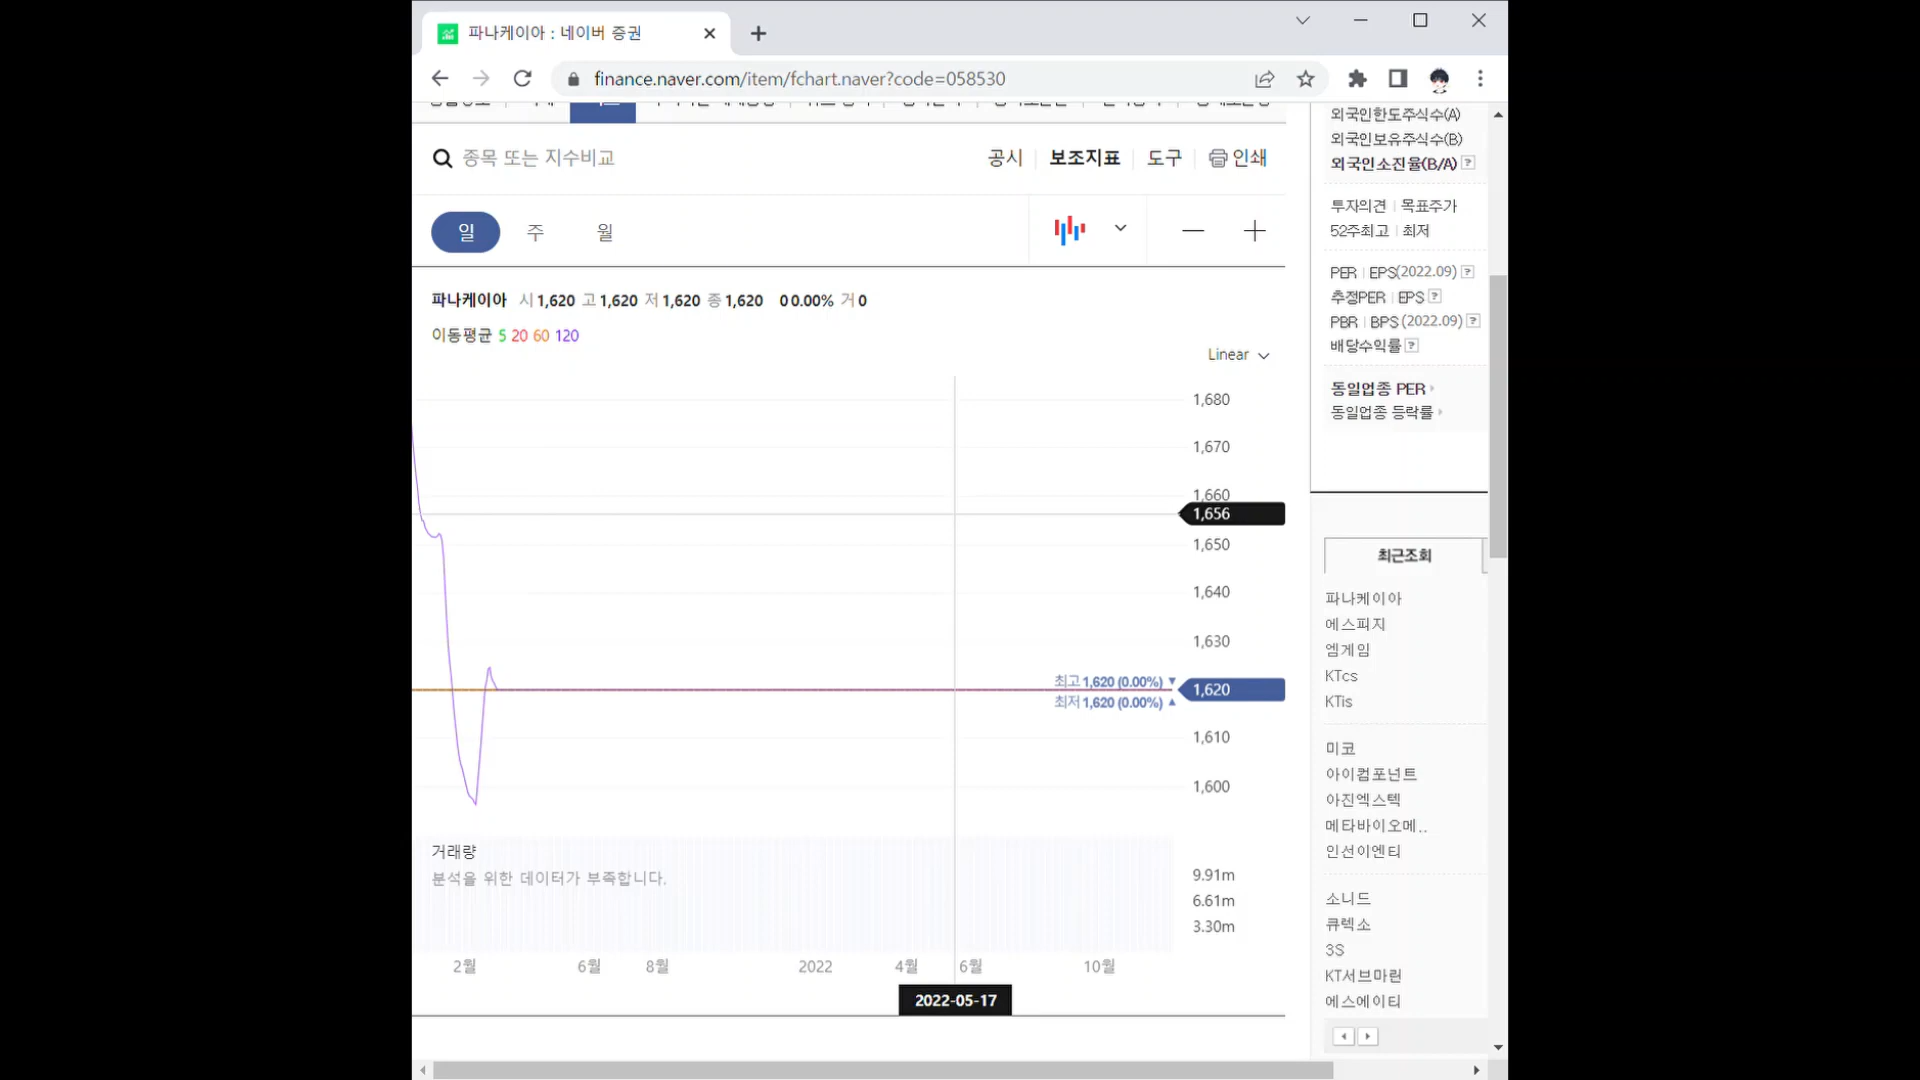 파나케이아 : 네이버 증권
finance.naver.com/item/fchart.naver?code=058530
종목 또는 지수비교
공시 보조지표 도구 인쇄
일 주 월
파나케이아 시 1,620 고 1,620 저 1,620 종 1,620 0 0.00% 거 0
이동평균 5 20 60 120
Linear
1,680
1,670
1,660
1,656
1,650
1,640
1,630
최고 1,620 (0.00%) ▼
1,620
최저 1,620 (0.00%) ▲
1,610
1,600
거래량
분석을 위한 데이터가 부족합니다.
9.91m
6.61m
3.30m
2월 6월 8월 2022 4월 6월 10월
2022-05-17
외국인한도주식수(A)
외국인보유주식수(B)
외국인소진율(B/A) ?
투자의견 | 목표주가
52주최고 | 최저
PER | EPS(2022.09) ?
추정PER | EPS ?
PBR | BPS (2022.09) ?
배당수익률 ?
동일업종 PER
동일업종 등락률
최근조회
파나케이아
에스피지
엠게임
KTcs
KTis
미코
아이컴포넌트
아진엑스텍
메타바이오메..
인선이엔티
소니드
큐렉소
3S
KT서브마린
에스에이티